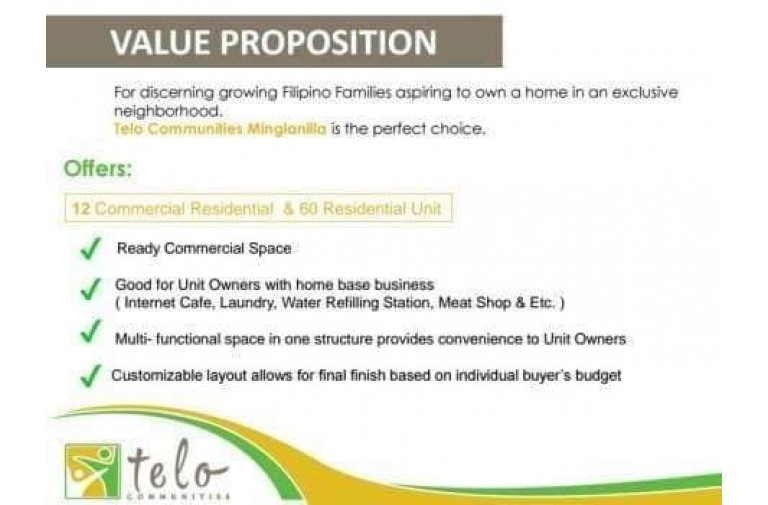 VALUE PROPOSITION
For discerning growing Filipino Families aspiring to own a home in an exclusive
neighborhood.
Telo Communities Minglanilla is the perfect choice.
Offers:
12 Commercial Residential & 60 Residential Unit
Ready Commercial Space
Good for Unit Owners with home base business
( Internet Cafe, Laundry, Water Refilling Station, Meat Shop & Etc. )
Multi- functional space in one structure provides convenience to Unit Owners
Customizable layout allows for final finish based on individual buyer's budget
telo
COMMUNITIES